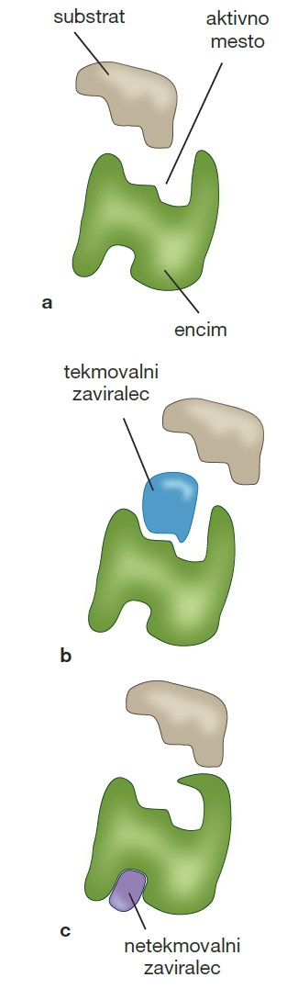 substrat
aktivno
mesto
a
encim
tekmovalni
zaviralec
b
c
netekmovalni
zaviralec